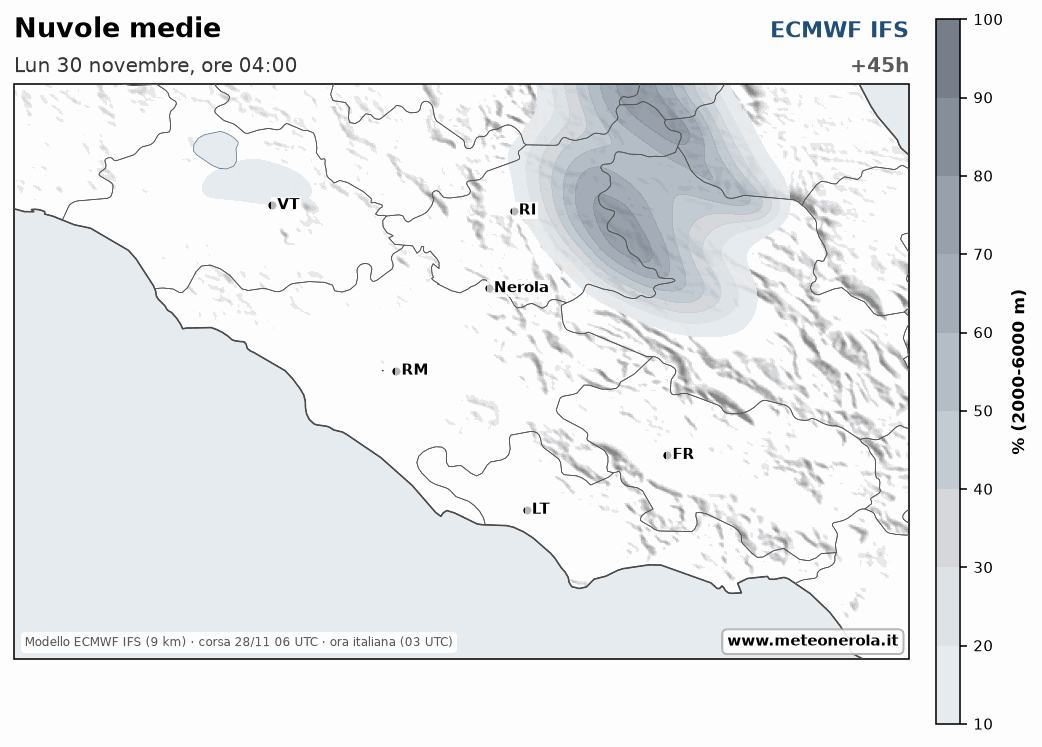 Nuvole medie
ECMWF IFS
Lun 30 novembre, ore 04:00
+45h
VT
RI
Nerola
RM
FR
LT
Modello ECMWF IFS (9 km) · corsa 28/11 06 UTC · ora italiana (03 UTC)
www.meteonerola.it
100
90
80
70
60
50
40
30
20
10
% (2000-6000 m)